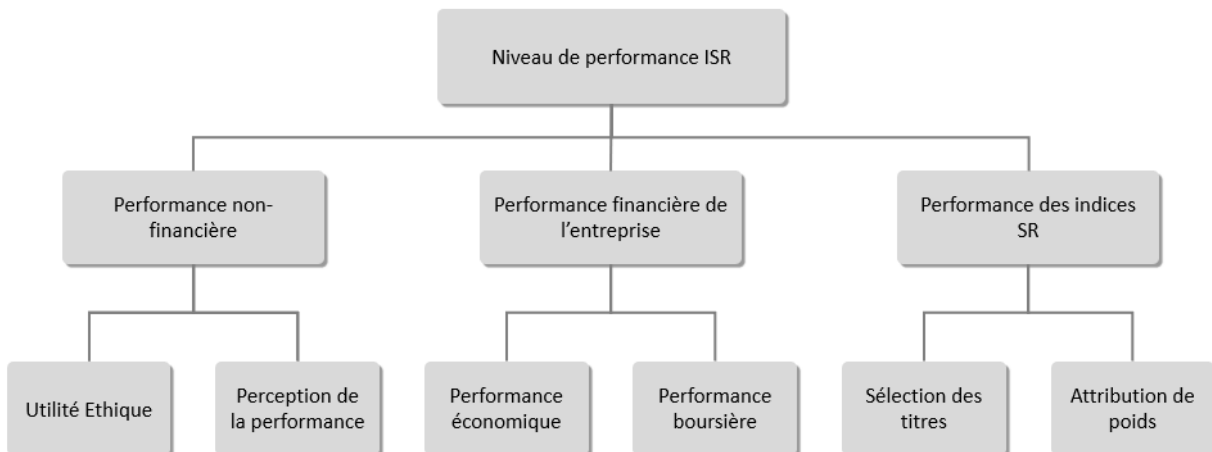 Niveau de performance ISR
Performance non-
financière
Performance financière de
l'entreprise
Performance des indices
SR
Utilité Ethique
Perception de
la performance
Performance
économique
Performance
boursière
Sélection des
titres
Attribution de
poids